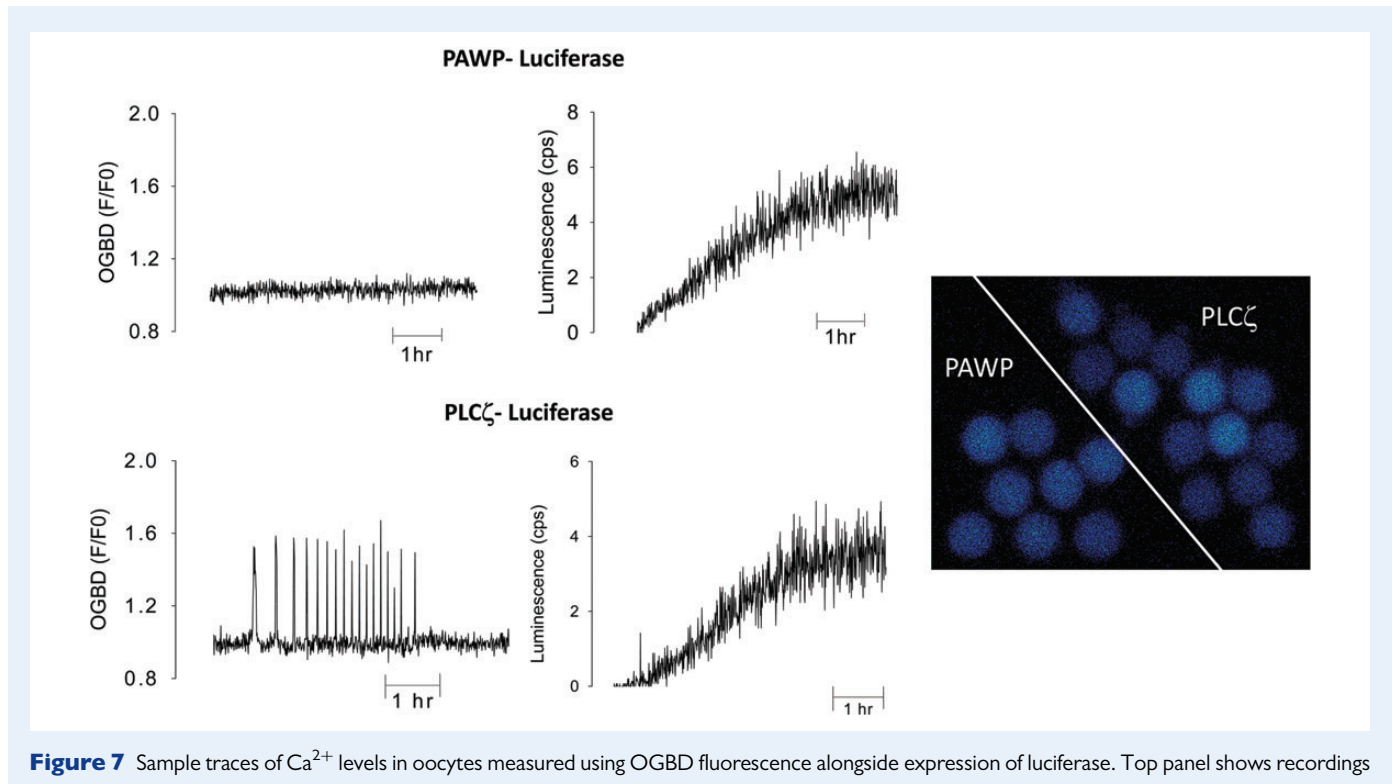 PAWP- Luciferase
OGBD (F/F0)
2.0
1.6
1.2
0.8
1hr
Luminescence (cps)
8
6
4
2
0
1hr
PLCζ- Luciferase
OGBD (F/F0)
2.0
1.6
1.2
0.8
1 hr
Luminescence (cps)
6
4
2
0
1 hr
PAWP
PLCζ
Figure 7 Sample traces of Ca2+ levels in oocytes measured using OGBD fluorescence alongside expression of luciferase. Top panel shows recordings